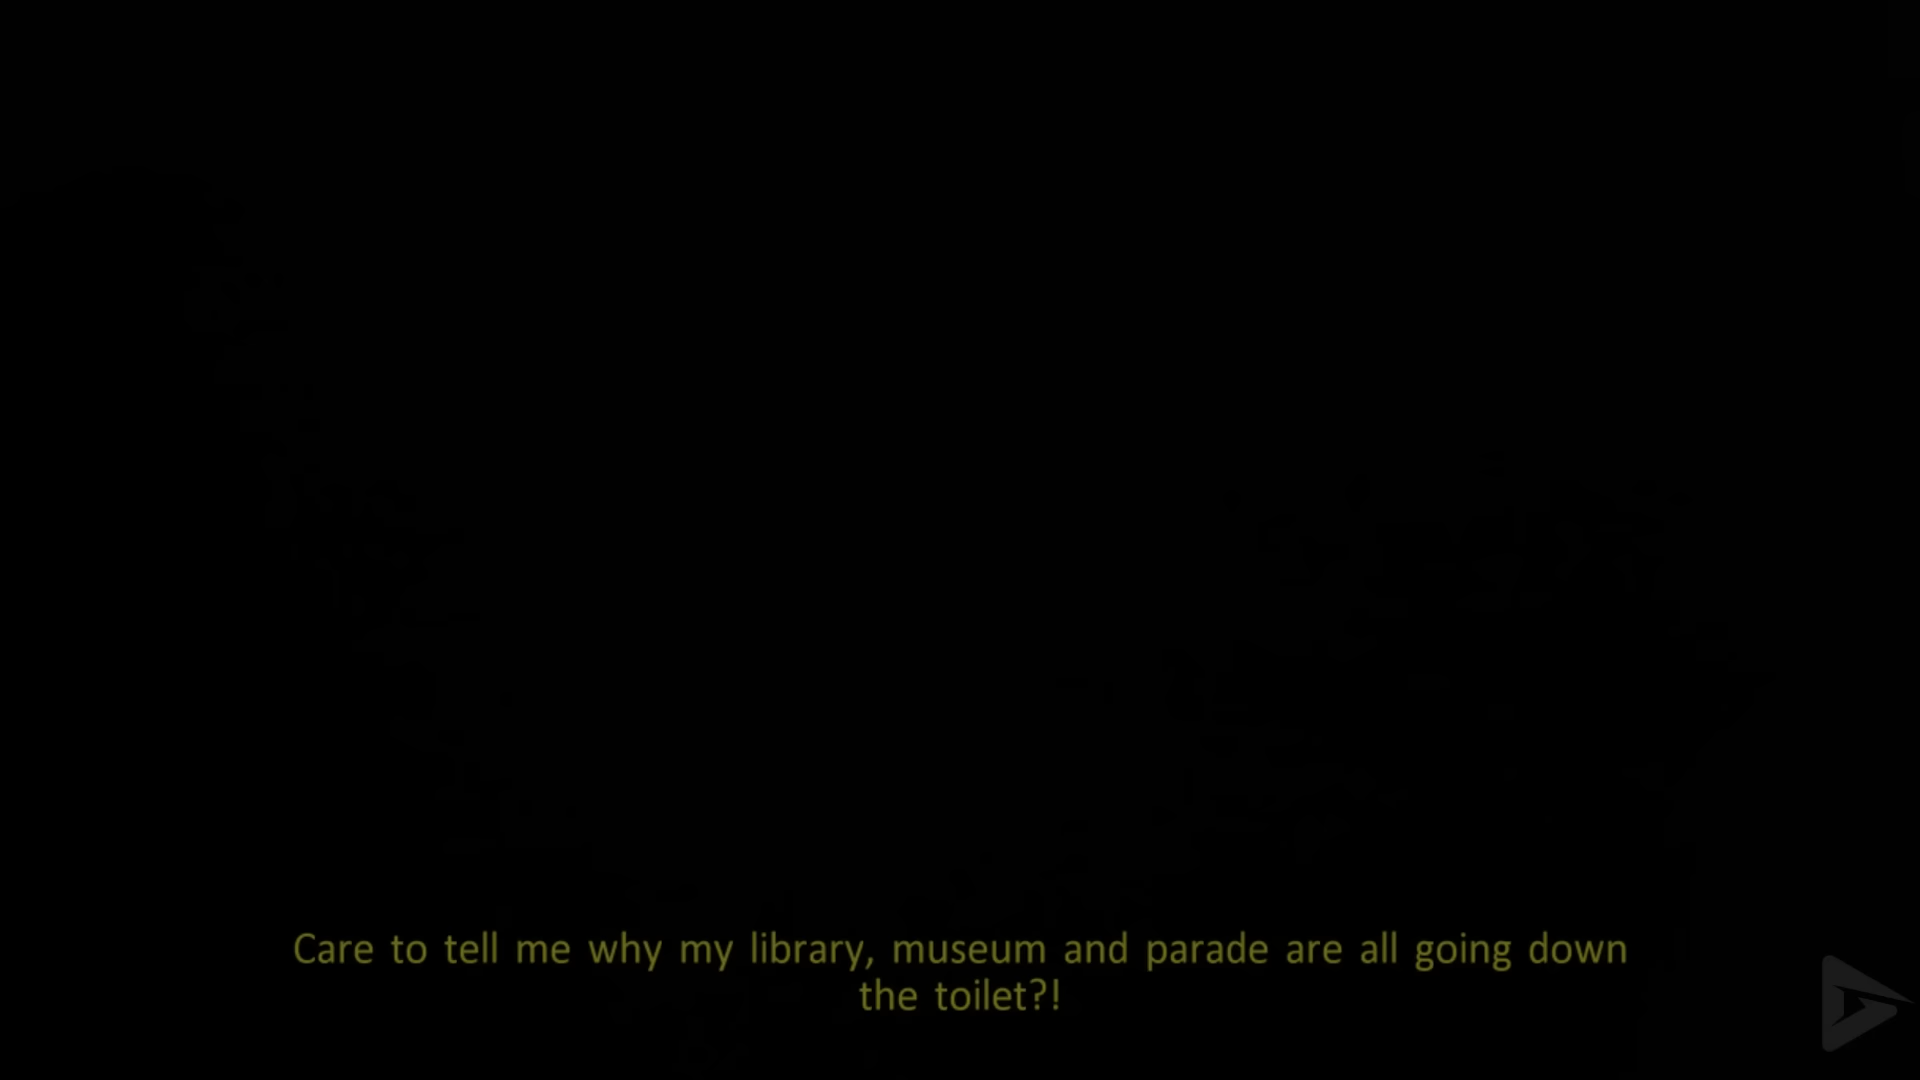 Care to tell me why my library, museum and parade are all going down
the toilet?!